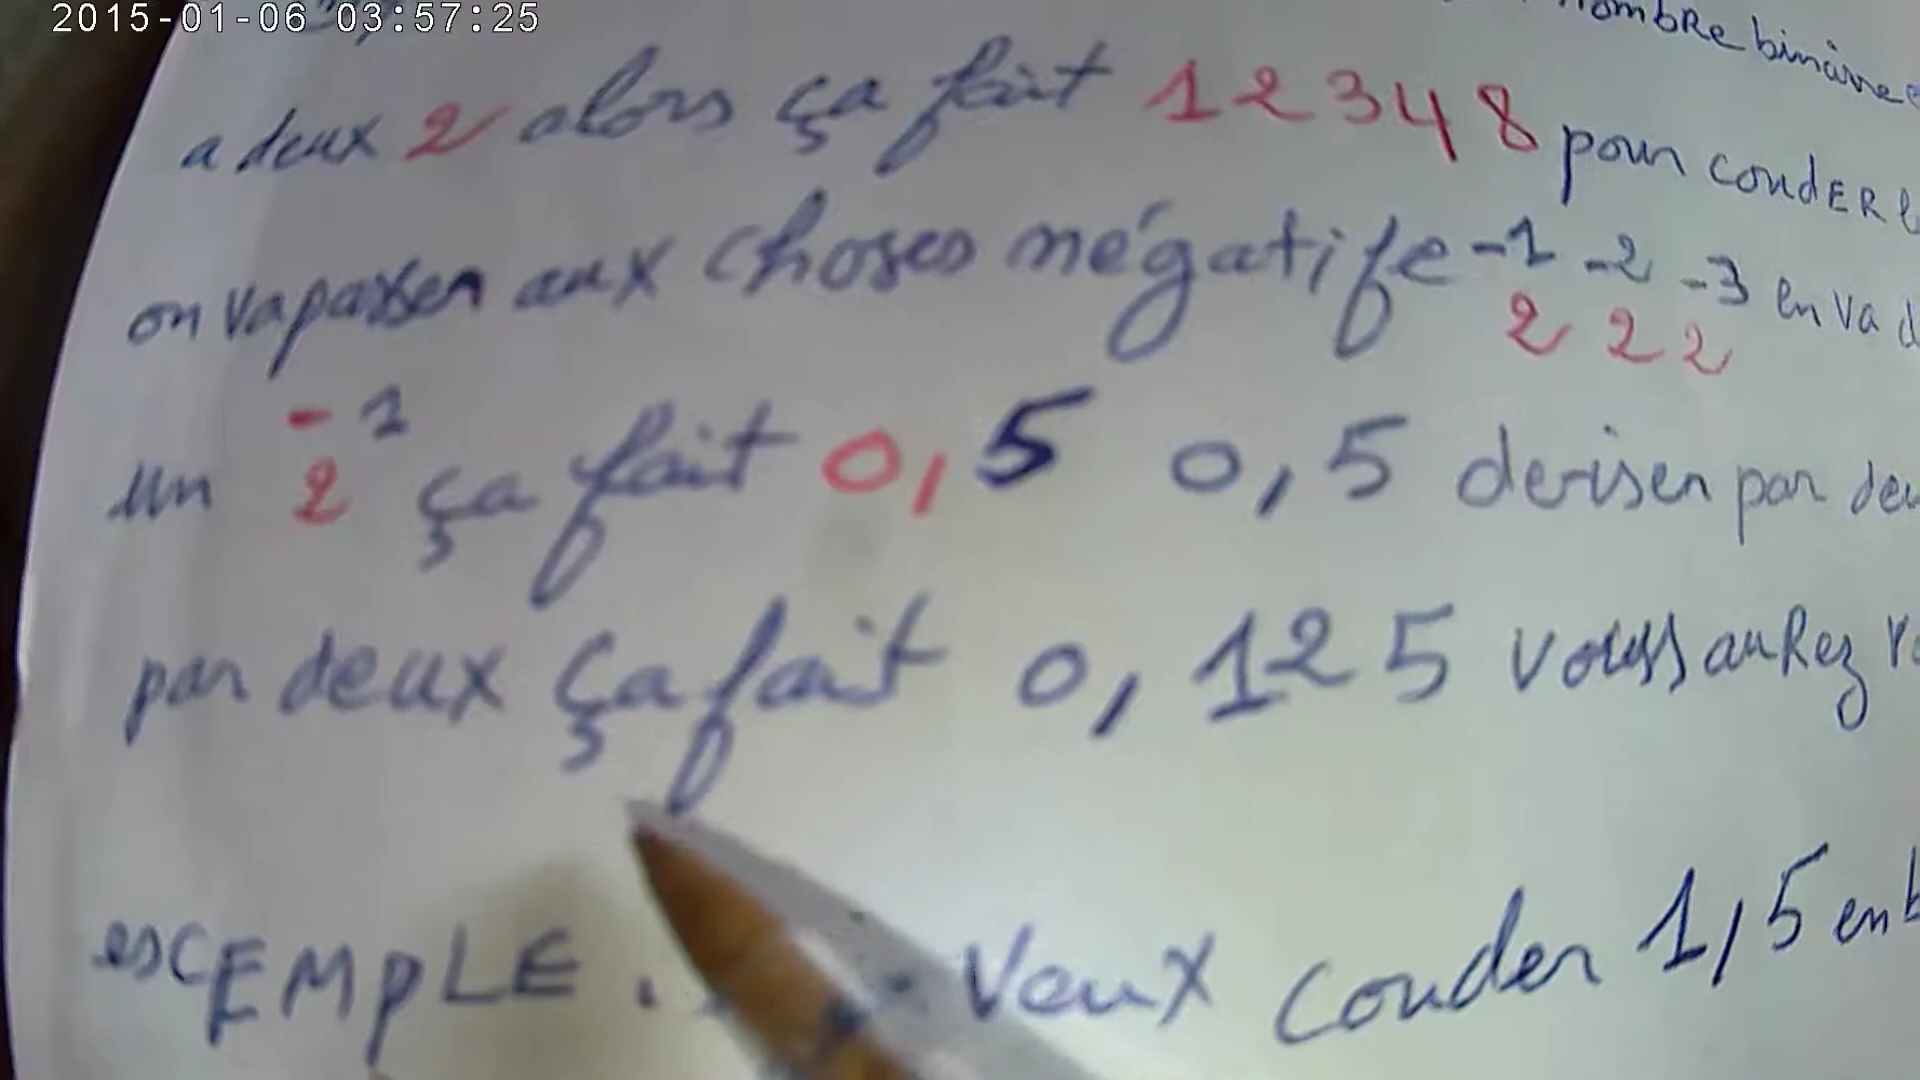 2015-01-06 03:57:25
nombre binaire
a deux 2 alors ça fait 1 2 3 4 8 pour couder
on va passer aux choses négatife -1 -2 -3 en va
2 2 2
-1
un 2 ça fait 0,5 0,5 deriser par deu
par deux ça fait 0,125 vous aurez
escemple. veux couder 1,5 en b